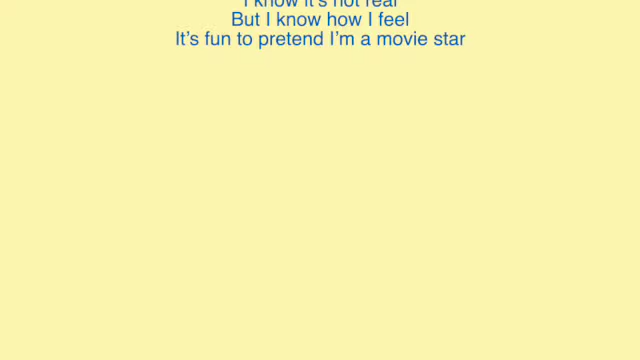 I know it's not real
But I know how I feel
It's fun to pretend I'm a movie star